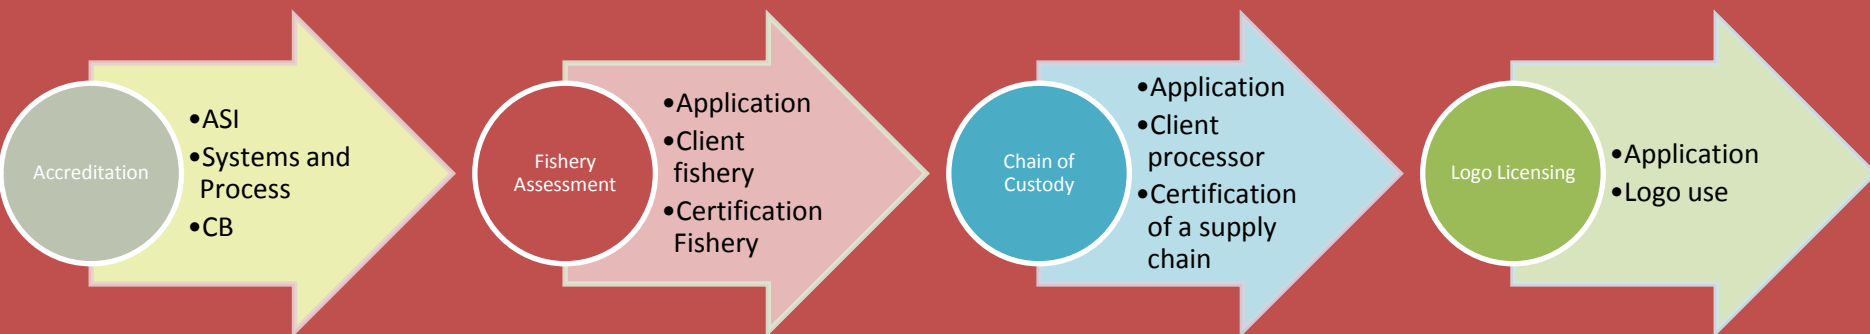 Accreditation
•ASI
•Systems and
Process
•CB
Fishery
Assessment
•Application
•Client
fishery
•Certification
Fishery
Chain of
Custody
•Application
•Client
processor
•Certification
of a supply
chain
Logo Licensing
•Application
•Logo use